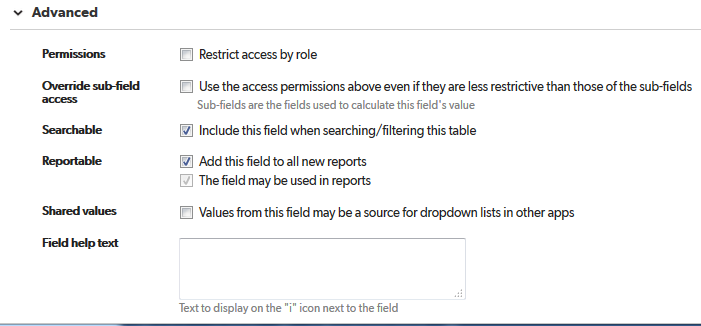 Advanced
Permissions
Restrict access by role
Override sub-field access
Use the access permissions above even if they are less restrictive than those of the sub-fields
Sub-fields are the fields used to calculate this field's value
Searchable
Include this field when searching/filtering this table
Reportable
Add this field to all new reports
The field may be used in reports
Shared values
Values from this field may be a source for dropdown lists in other apps
Field help text
Text to display on the "i" icon next to the field